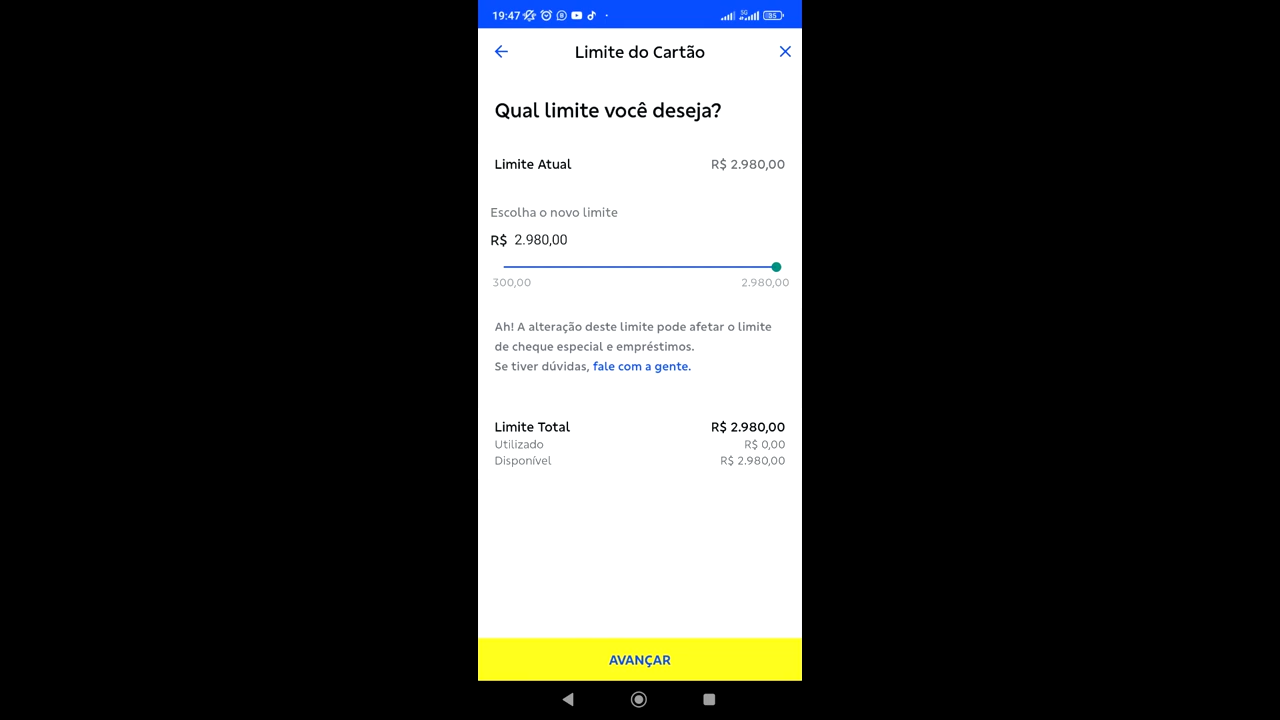 19:47
5G
85
Limite do Cartão
Qual limite você deseja?
Limite Atual R$ 2.980,00
Escolha o novo limite
R$ 2.980,00
300,00 2.980,00
Ah! A alteração deste limite pode afetar o limite
de cheque especial e empréstimos.
Se tiver dúvidas, fale com a gente.
Limite Total R$ 2.980,00
Utilizado R$ 0,00
Disponível R$ 2.980,00
AVANÇAR